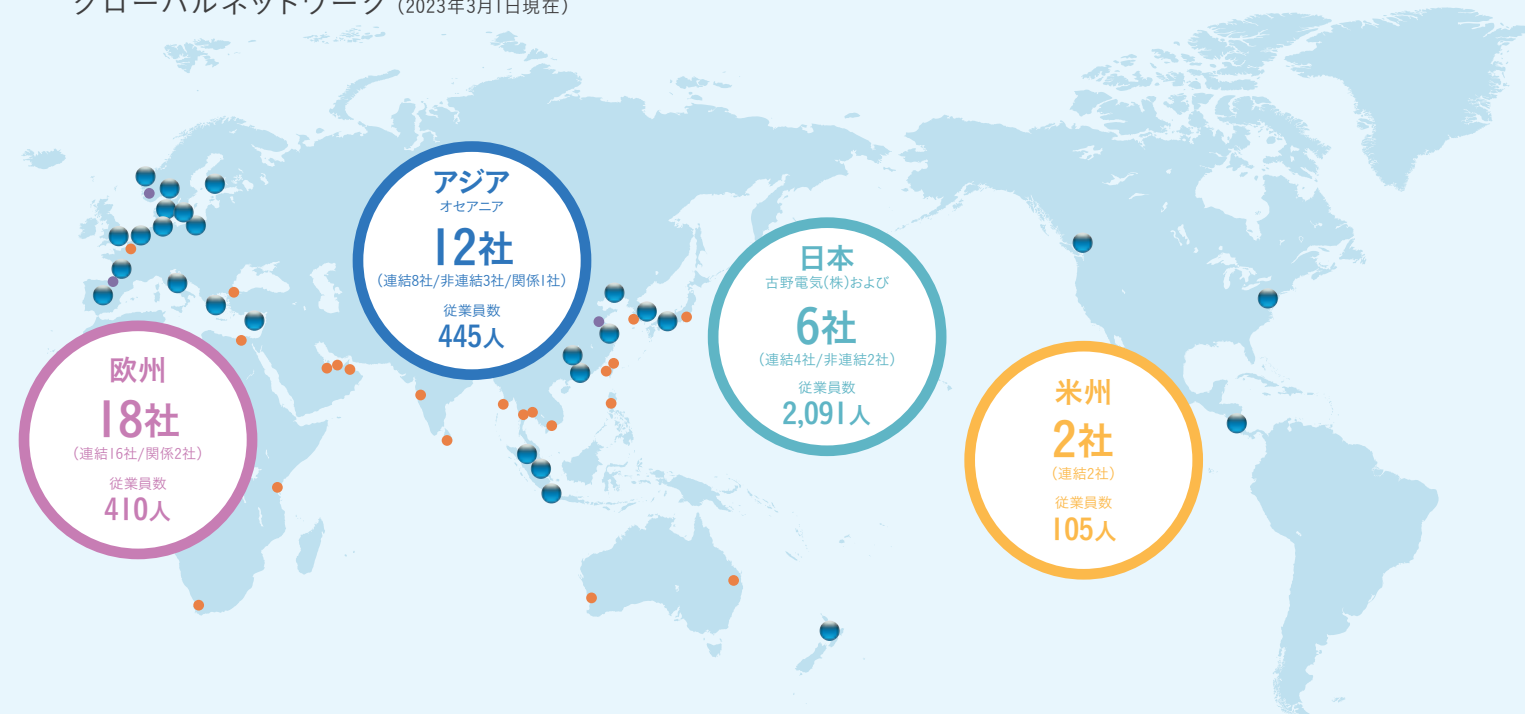 グローバルネットワーク（2023年3月1日現在）
アジア
オセアニア
12社
（連結8社/非連結3社/関係1社）
従業員数
445人
日本
古野電気(株)および
6社
（連結4社/非連結2社）
従業員数
2,091人
欧州
18社
（連結16社/関係2社）
従業員数
410人
米州
2社
（連結2社）
従業員数
105人